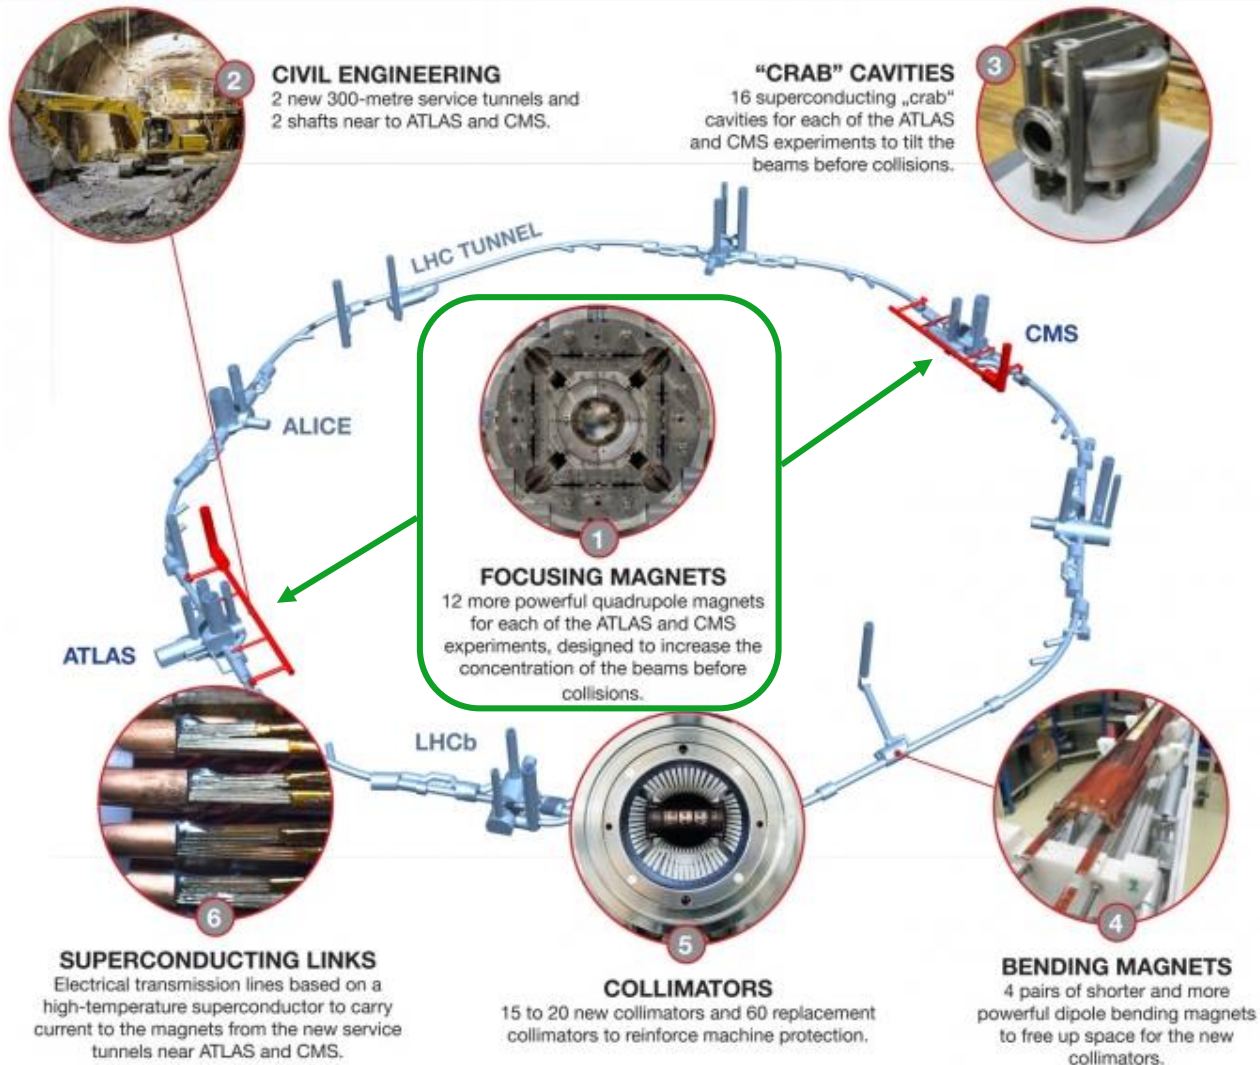 2
CIVIL ENGINEERING
2 new 300-metre service tunnels and
2 shafts near to ATLAS and CMS.
3
“CRAB” CAVITIES
16 superconducting „crab“
cavities for each of the ATLAS
and CMS experiments to tilt the
beams before collisions.
LHC TUNNEL
CMS
ALICE
1
FOCUSING MAGNETS
12 more powerful quadrupole magnets
for each of the ATLAS and CMS
experiments, designed to increase the
concentration of the beams before
collisions.
ATLAS
LHCb
6
SUPERCONDUCTING LINKS
Electrical transmission lines based on a
high-temperature superconductor to carry
current to the magnets from the new service
tunnels near ATLAS and CMS.
5
COLLIMATORS
15 to 20 new collimators and 60 replacement
collimators to reinforce machine protection.
4
BENDING MAGNETS
4 pairs of shorter and more
powerful dipole bending magnets
to free up space for the new
collimators.